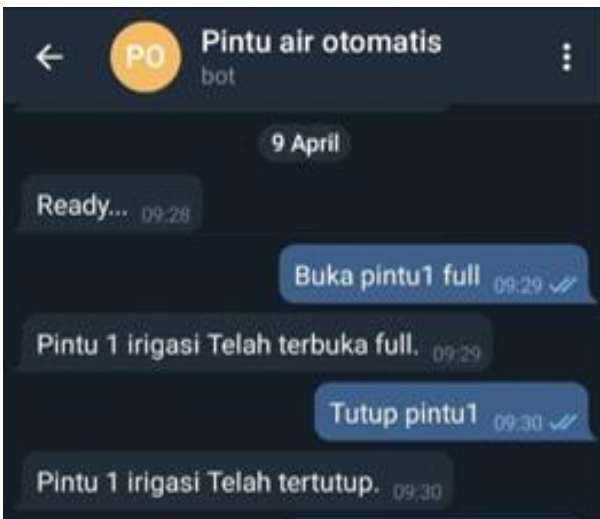 Pintu air otomatis
PO
bot
9 April
Ready... 09:28
Buka pintu1 full 09:29
Pintu 1 irigasi Telah terbuka full. 09:29
Tutup pintu1 09:30
Pintu 1 irigasi Telah tertutup. 09:30